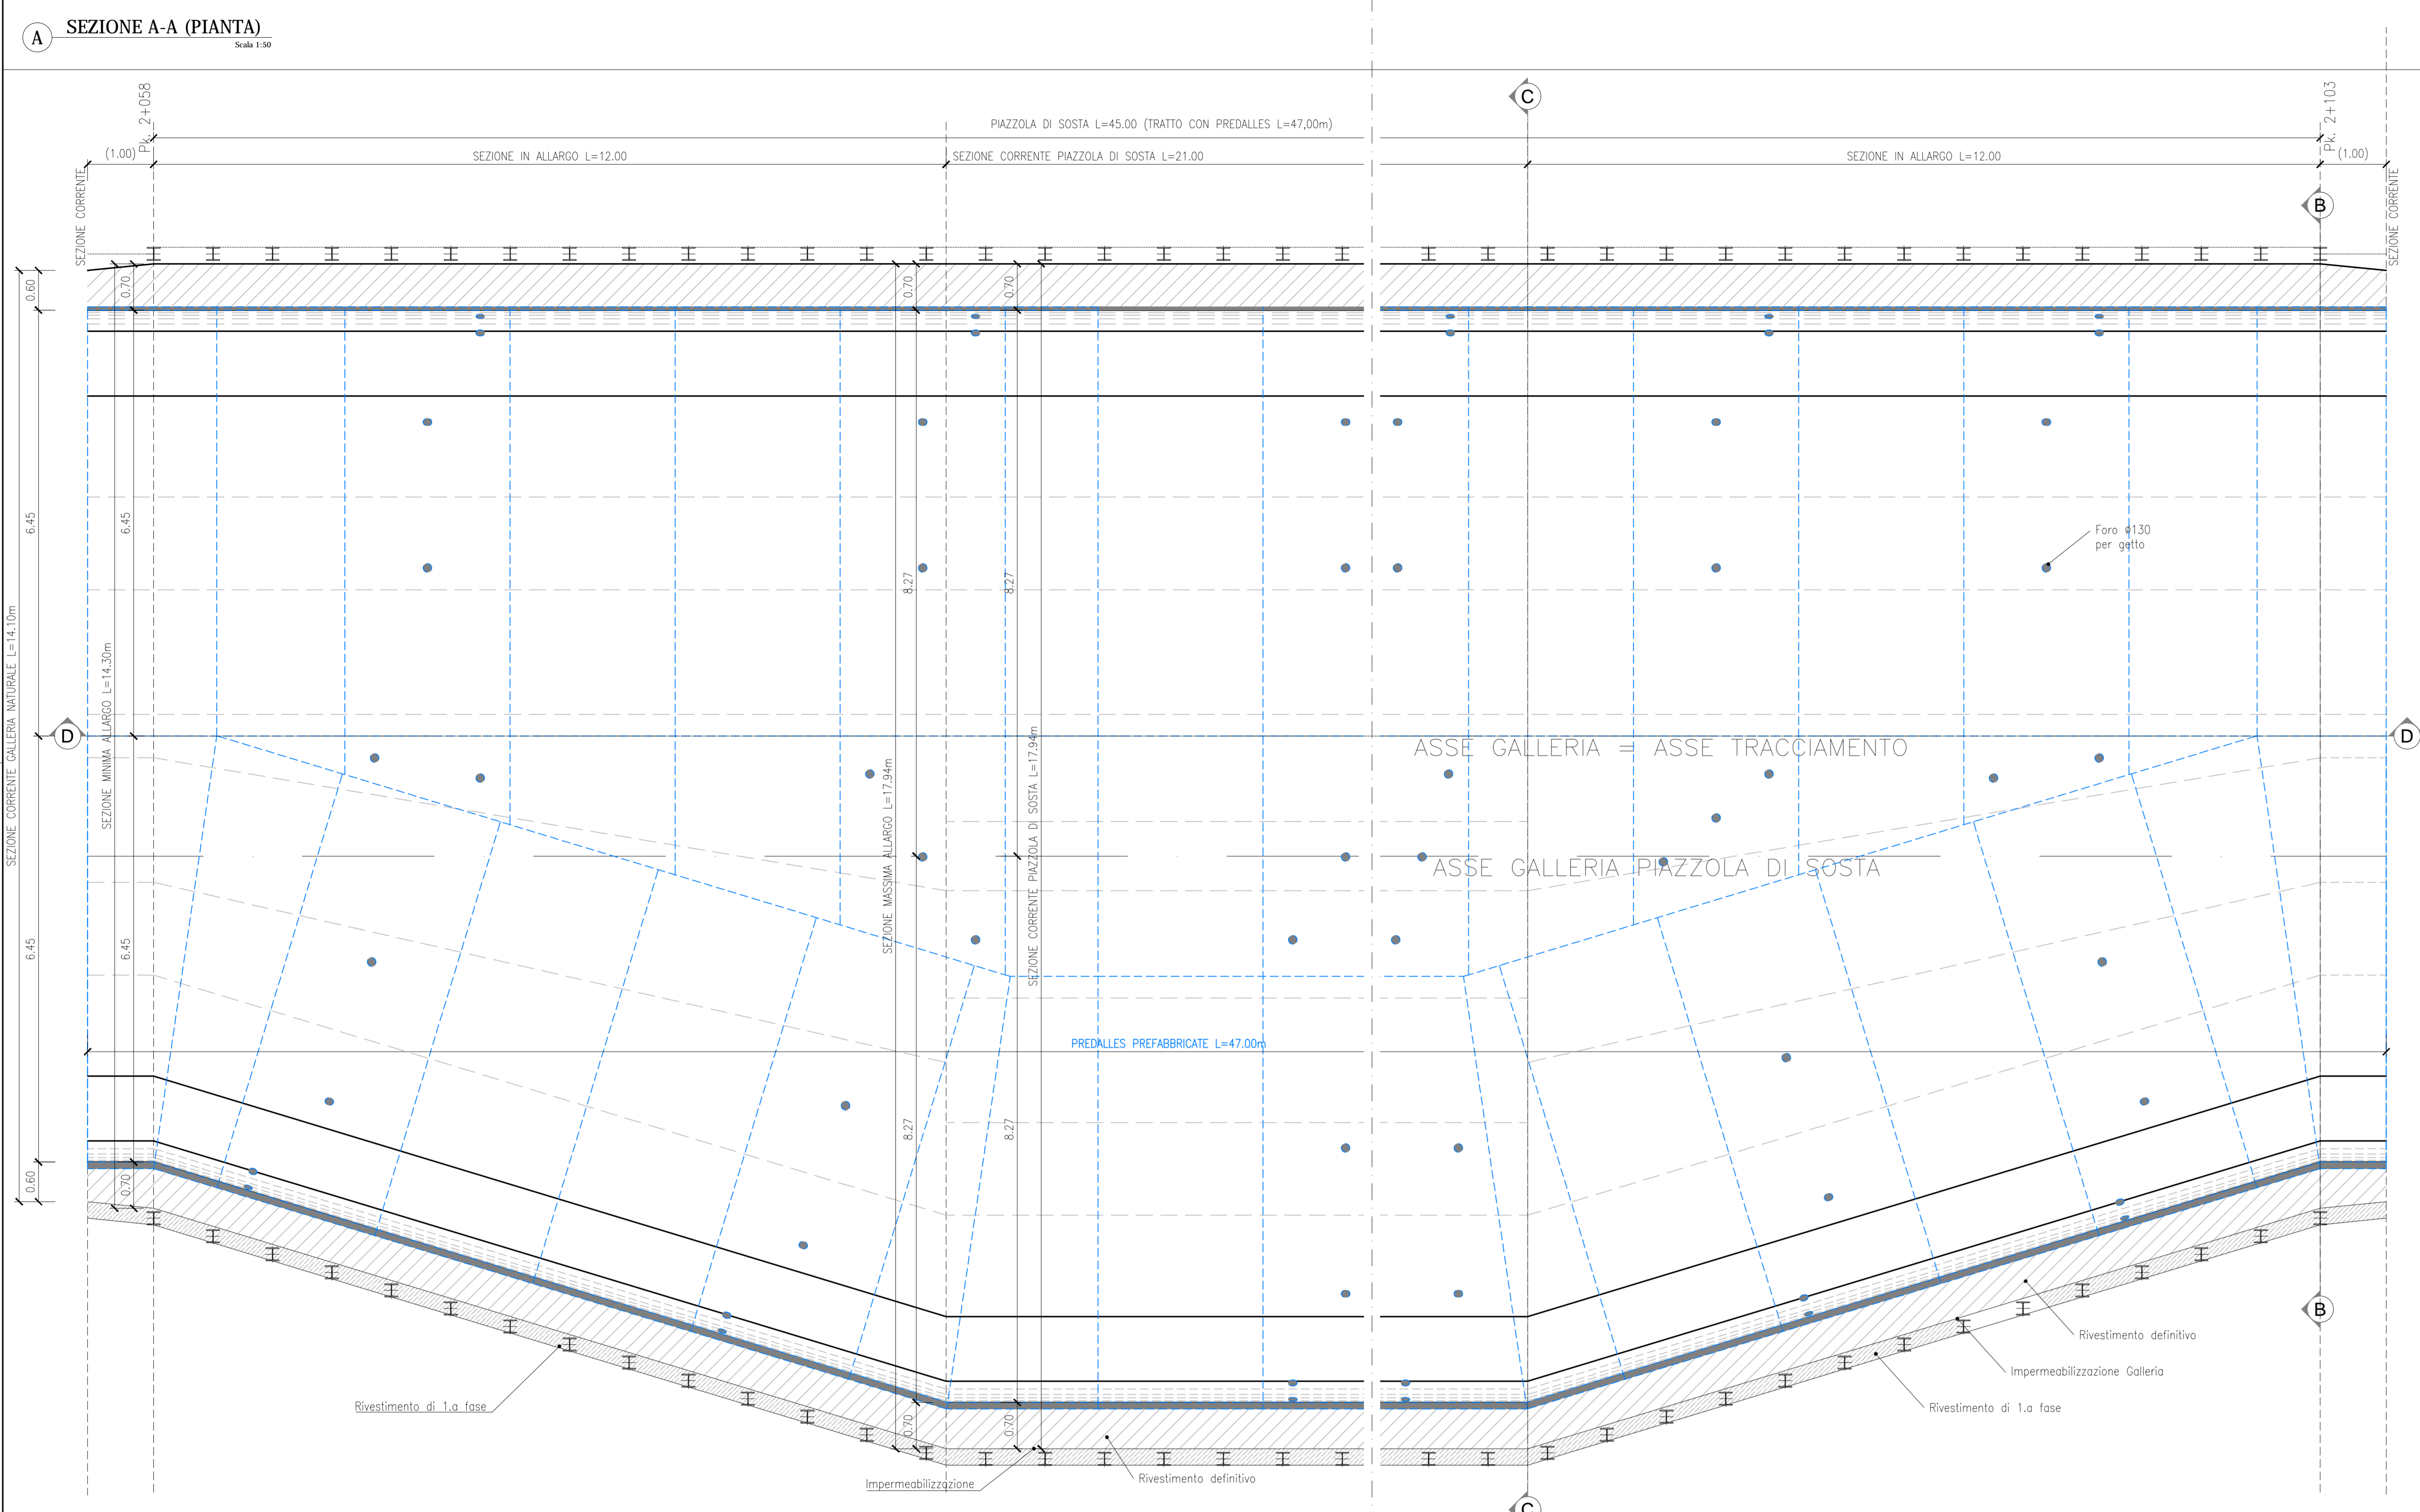 A
SEZIONE A-A (PIANTA)
Scala 1:50
Pk. 2+058
C
Pk. 2+103
PIAZZOLA DI SOSTA L=45.00 (TRATTO CON PREDALLES L=47,00m)
(1.00)
SEZIONE IN ALLARGO L=12.00
SEZIONE CORRENTE PIAZZOLA DI SOSTA L=21.00
SEZIONE IN ALLARGO L=12.00
(1.00)
SEZIONE CORRENTE
SEZIONE CORRENTE
B
0.60
0.70
0.70
0.70
6.45
6.45
Foro ø130
per getto
8.27
8.27
SEZIONE CORRENTE GALLERIA NATURALE L=14.10m
SEZIONE MINIMA ALLARGO L=14.30m
SEZIONE MASSIMA ALLARGO L=17.94m
SEZIONE CORRENTE PIAZZOLA DI SOSTA L=17.94m
D
D
ASSE GALLERIA = ASSE TRACCIAMENTO
ASSE GALLERIA PIAZZOLA DI SOSTA
6.45
6.45
PREDALLES PREFABBRICATE L=47.00m
8.27
8.27
0.60
0.70
B
Rivestimento definitivo
Impermeabilizzazione Galleria
Rivestimento di 1.a fase
Rivestimento di 1.a fase
0.70
0.70
Rivestimento definitivo
Impermeabilizzazione
C